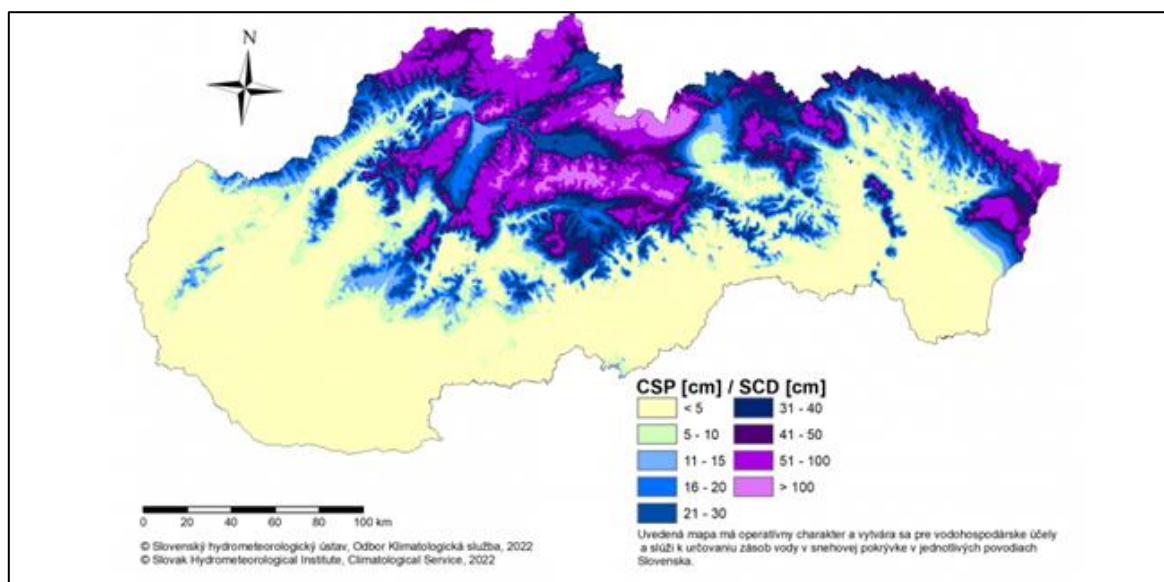 N
CSP [cm] / SCD [cm]
< 5
5 - 10
11 - 15
16 - 20
21 - 30
31 - 40
41 - 50
51 - 100
> 100
0 20 40 60 80 100 km
© Slovenský hydrometeorologický ústav, Odbor Klimatologická služba, 2022
© Slovak Hydrometeorological Institute, Climatological Service, 2022
Uvedená mapa má operatívny charakter a vytvára sa pre vodohospodárske účely
a slúži k určovaniu zásob vody v snehovej pokrývke v jednotlivých povodiach
Slovenska.